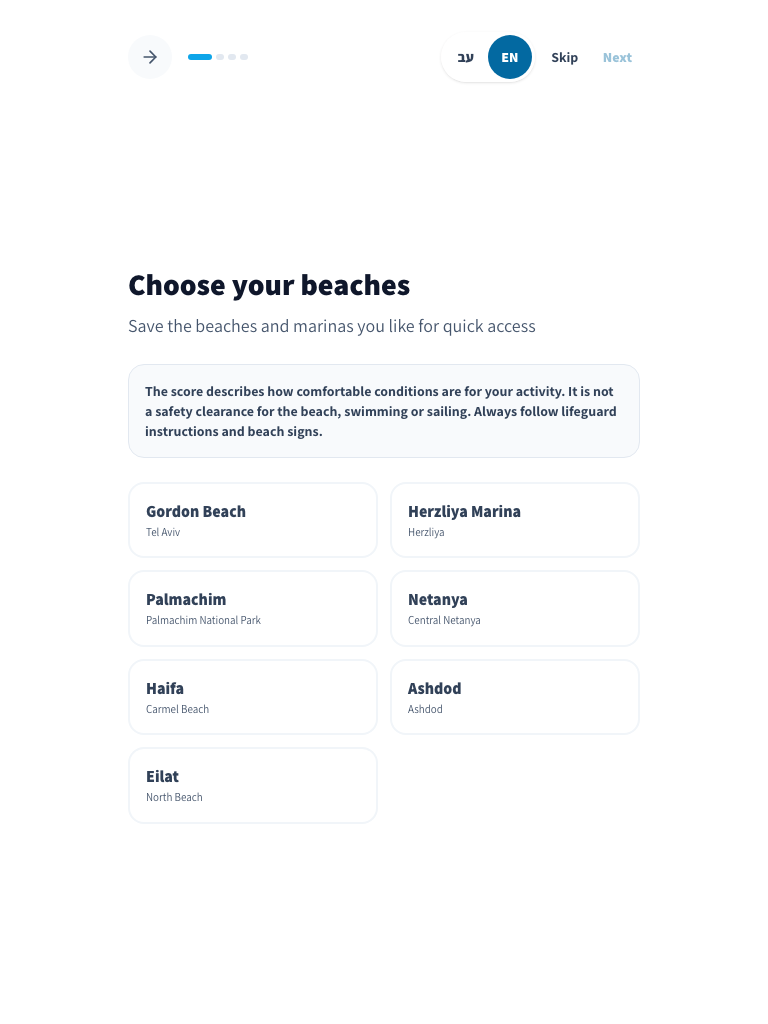 עב
EN
Skip
Next
Choose your beaches
Save the beaches and marinas you like for quick access
The score describes how comfortable conditions are for your activity. It is not
a safety clearance for the beach, swimming or sailing. Always follow lifeguard
instructions and beach signs.
Gordon Beach
Tel Aviv
Herzliya Marina
Herzliya
Palmachim
Palmachim National Park
Netanya
Central Netanya
Haifa
Carmel Beach
Ashdod
Ashdod
Eilat
North Beach